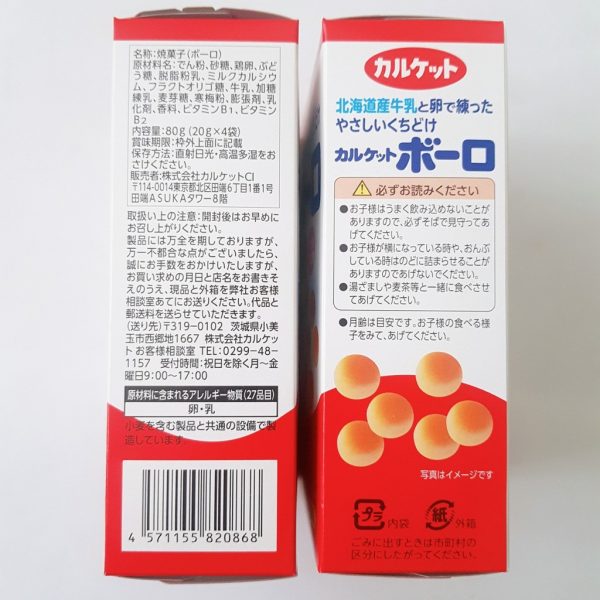 名称:焼菓子(ボーロ)
原材料名:でん粉、砂糖、鶏卵、ぶど
う糖、脱脂粉乳、ミルクカルシウ
ム、フラクトオリゴ糖、牛乳、加糖
練乳、麦芽糖、寒梅粉、膨張剤、乳
化剤、香料、ビタミンB1、ビタミン
B2
内容量:80g(20g×4袋)
賞味期限:枠外上面に記載
保存方法:直射日光・高温多湿をお
さけください。
販売者:株式会社カルケットCI
〒114-0014東京都北区田端6丁目1番1号
田端ASUKAタワー8階
取扱い上の注意:開封後はお早めに
お召し上がりください。
製品には万全を期しておりますが、
万一不都合な点がございましたら、
誠にお手数をおかけいたしますが、
お買い求めの月日と店名をお書きそ
えのうえ、現品と外箱を弊社お客様
相談室あてにお送りください。代品と
郵送料を送らせていただきます。
(送り先)〒319-0102 茨城県小美
玉市西郷地1667 株式会社カルケッ
ト お客様相談室 TEL:0299-48-
1157 受付時間:祝日を除く月〜金
曜日9:00〜17:00
原材料に含まれるアレルギー物質(27品目)
卵・乳
小麦を含む製品と共通の設備で製
造しています。
4 571155 820868
カルケット
北海道産牛乳と卵で練った
やさしいくちどけ
カルケットボーロ
必ずお読みください
●お子様はうまく飲み込めないことが
ありますので、必ずそばで見守ってあ
げてください。
●お子様が横になっている時や、おんぶ
している時はのどに詰まらせることが
ありますのであげないでください。
●湯ざましや麦茶等と一緒に食べさせ
てあげてください。
●月齢は目安です。お子様の食べる様
子をみて、あげてください。
写真はイメージです
プラ 内袋 紙 外箱
ごみに出すときは市町村の
区分にしたがってください。